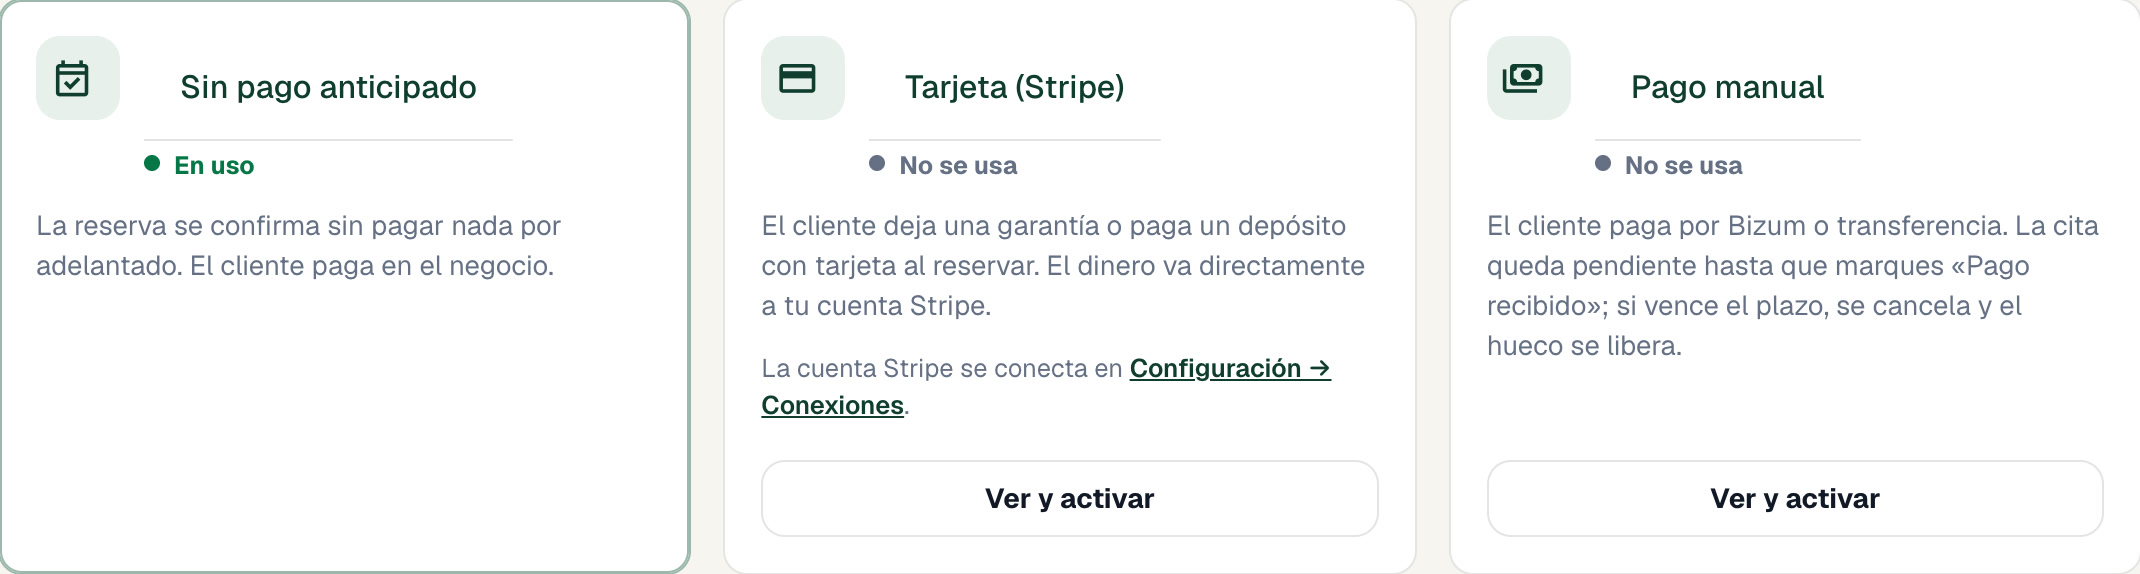 Sin pago anticipado
En uso
La reserva se confirma sin pagar nada por
adelantado. El cliente paga en el negocio.
Tarjeta (Stripe)
No se usa
El cliente deja una garantía o paga un depósito
con tarjeta al reservar. El dinero va directamente
a tu cuenta Stripe.
La cuenta Stripe se conecta en Configuración →
Conexiones.
Ver y activar
Pago manual
No se usa
El cliente paga por Bizum o transferencia. La cita
queda pendiente hasta que marques «Pago
recibido»; si vence el plazo, se cancela y el
hueco se libera.
Ver y activar